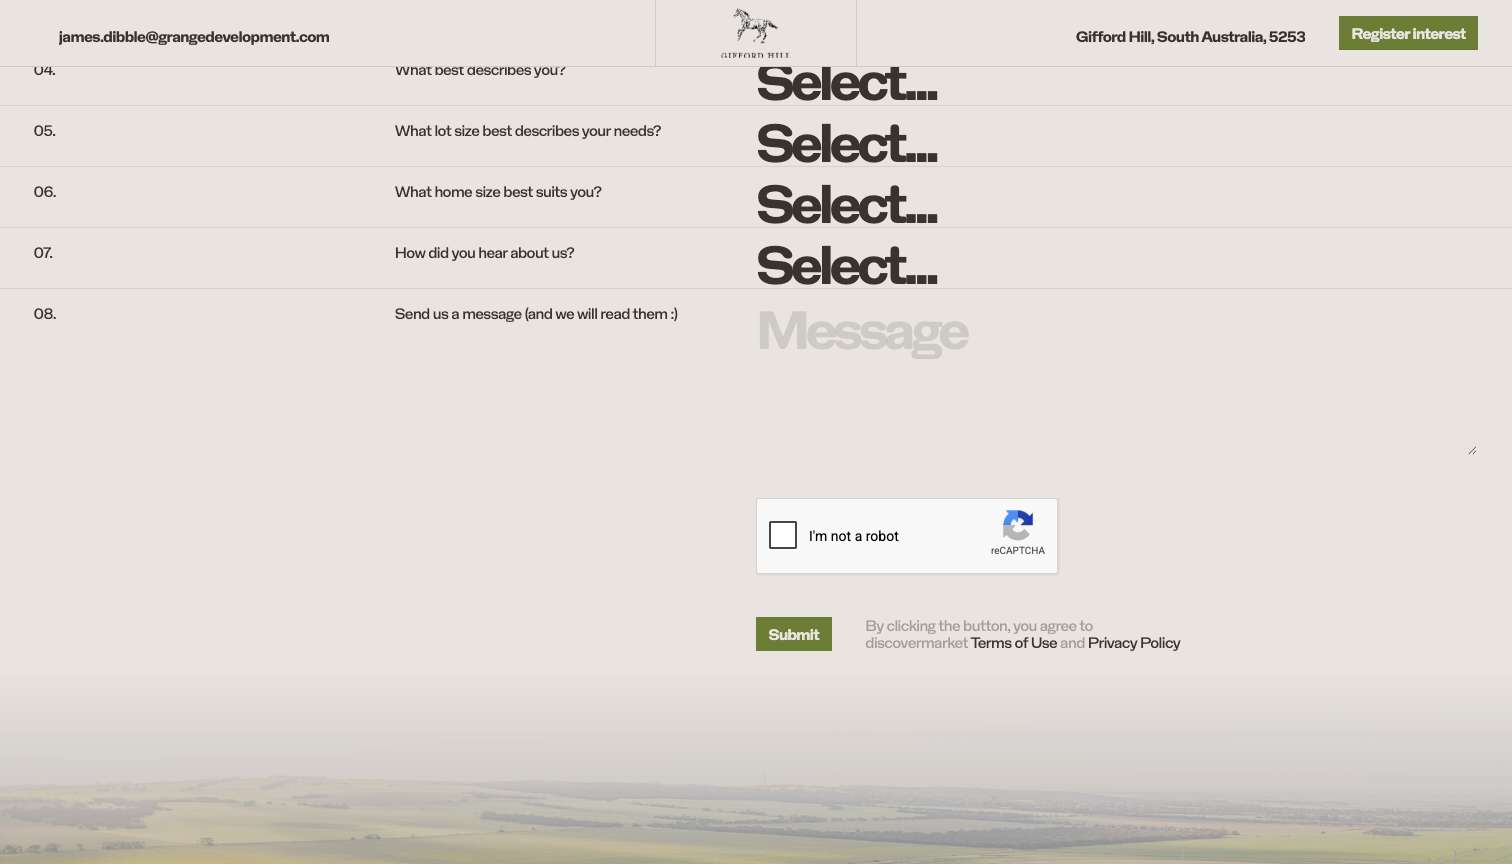 james.dibble@grangedevelopment.com
GIFFORD HILL
Gifford Hill, South Australia, 5253
Register interest
04.
What best describes you?
Select...
05.
What lot size best describes your needs?
Select...
06.
What home size best suits you?
Select...
07.
How did you hear about us?
Select...
08.
Send us a message (and we will read them :)
Message
I'm not a robot
reCAPTCHA
Submit
By clicking the button, you agree to
discovermarket Terms of Use and Privacy Policy